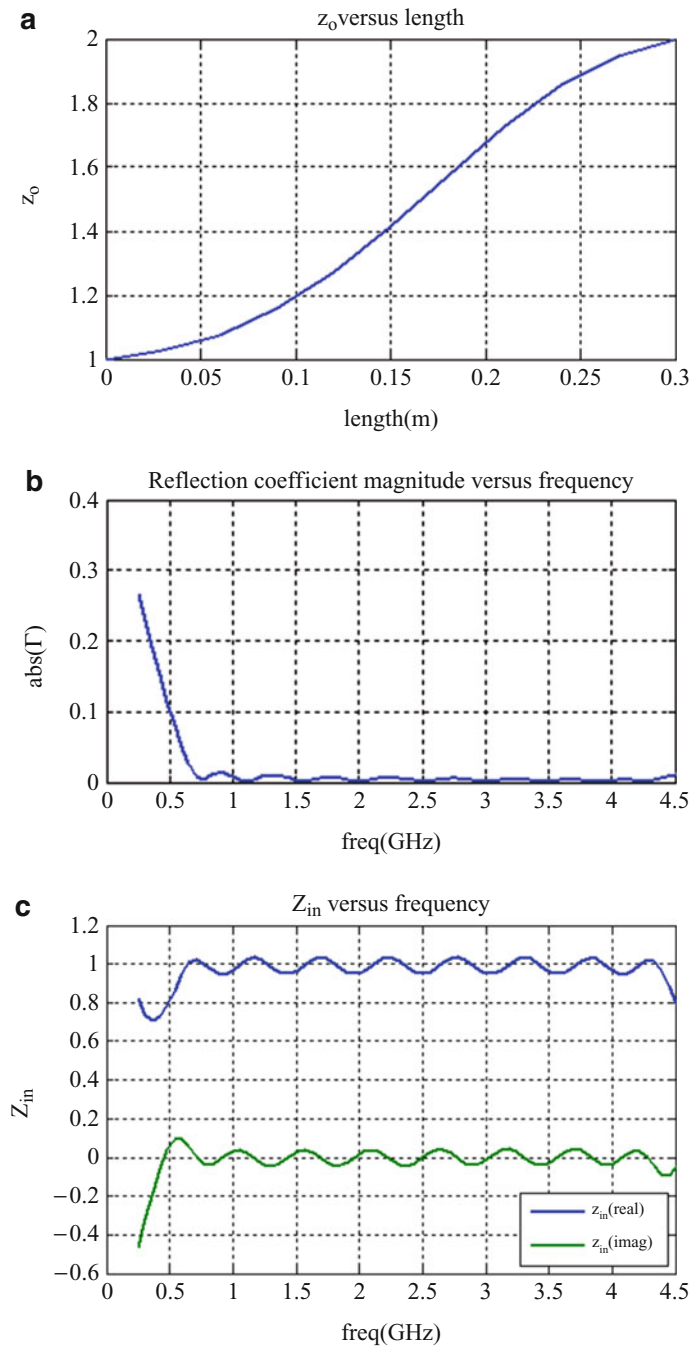 a
z₀versus length
2
1.8
1.6
1.4
1.2
1
z₀
0 0.05 0.1 0.15 0.2 0.25 0.3
length(m)
b
Reflection coefficient magnitude versus frequency
0.4
0.3
0.2
0.1
0
abs(Γ)
0 0.5 1 1.5 2 2.5 3 3.5 4 4.5
freq(GHz)
c
Z_in versus frequency
1.2
1
0.8
0.6
0.4
0.2
0
−0.2
−0.4
−0.6
Z_in
z_in(real)
z_in(imag)
0 0.5 1 1.5 2 2.5 3 3.5 4 4.5
freq(GHz)